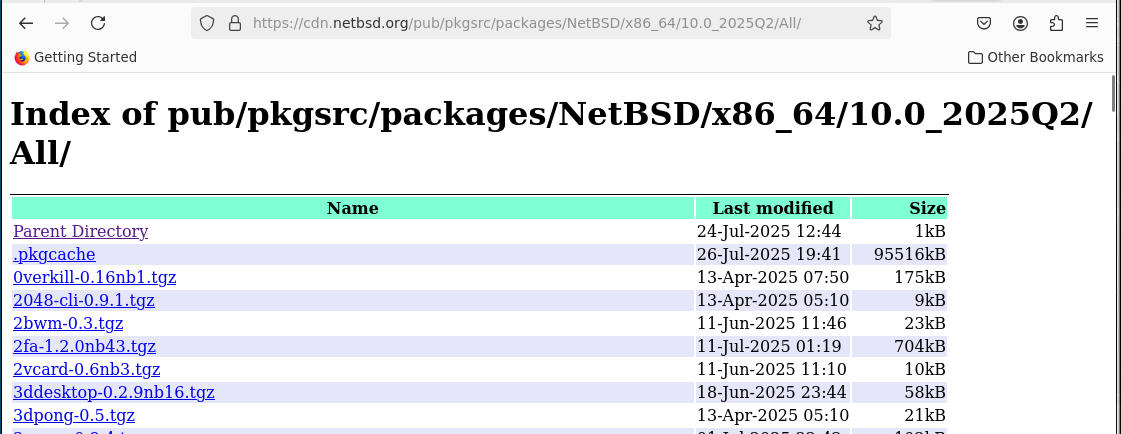 https://cdn.netbsd.org/pub/pkgsrc/packages/NetBSD/x86_64/10.0_2025Q2/All/
Getting Started
Other Bookmarks
Index of pub/pkgsrc/packages/NetBSD/x86_64/10.0_2025Q2/
All/
Name Last modified Size
Parent Directory 24-Jul-2025 12:44 1kB
.pkgcache 26-Jul-2025 19:41 95516kB
0verkill-0.16nb1.tgz 13-Apr-2025 07:50 175kB
2048-cli-0.9.1.tgz 13-Apr-2025 05:10 9kB
2bwm-0.3.tgz 11-Jun-2025 11:46 23kB
2fa-1.2.0nb43.tgz 11-Jul-2025 01:19 704kB
2vcard-0.6nb3.tgz 11-Jun-2025 11:10 10kB
3ddesktop-0.2.9nb16.tgz 18-Jun-2025 23:44 58kB
3dpong-0.5.tgz 13-Apr-2025 05:10 21kB